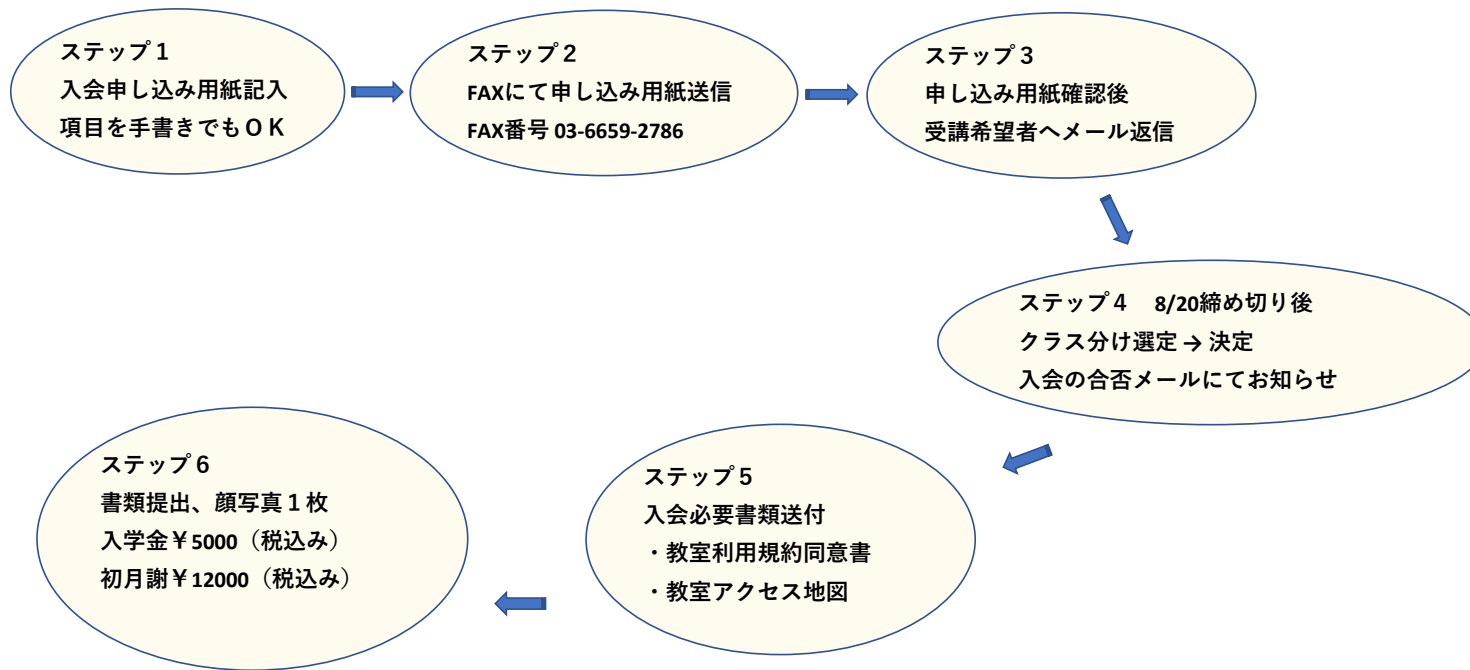 ステップ１
入会申し込み用紙記入
項目を手書きでもＯＫ
ステップ２
FAXにて申し込み用紙送信
FAX番号 03-6659-2786
ステップ３
申し込み用紙確認後
受講希望者へメール返信
ステップ４　8/20締め切り後
クラス分け選定 → 決定
入会の合否メールにてお知らせ
ステップ５
入会必要書類送付
・教室利用規約同意書
・教室アクセス地図
ステップ６
書類提出、顔写真１枚
入学金￥5000（税込み）
初月謝￥12000（税込み）